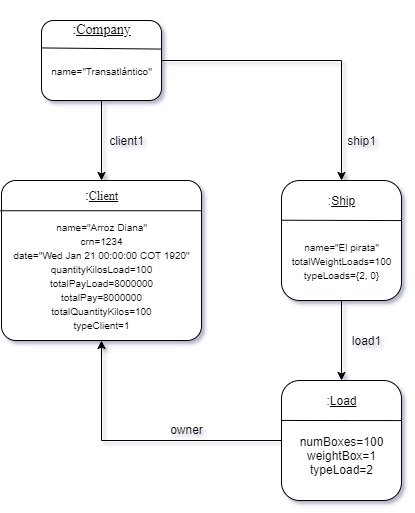 :Company
name="Transatlántico"
client1
ship1
:Client
name="Arroz Diana"
crn=1234
date="Wed Jan 21 00:00:00 COT 1920"
quantityKilosLoad=100
totalPayLoad=8000000
totalPay=8000000
totalQuantityKilos=100
typeClient=1
:Ship
name="El pirata"
totalWeightLoads=100
typeLoads={2, 0}
load1
owner
:Load
numBoxes=100
weightBox=1
typeLoad=2